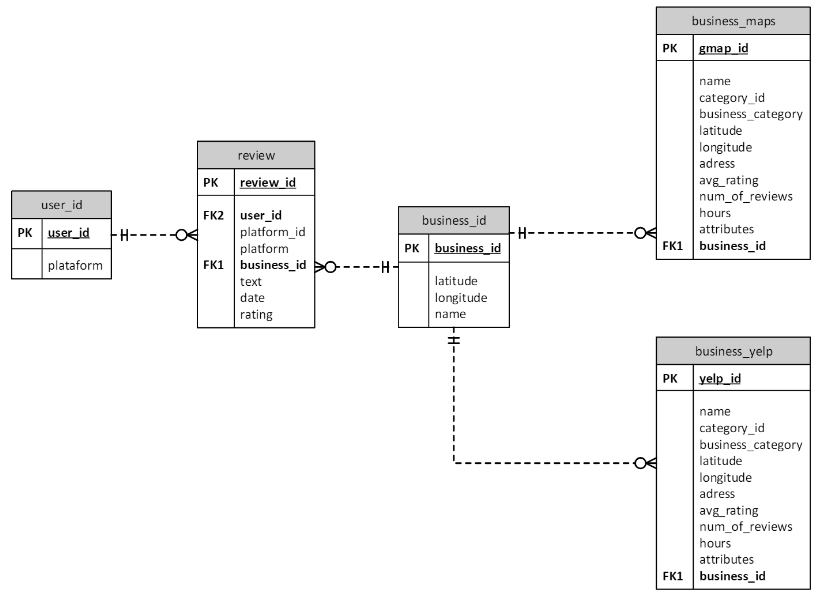 user_id
PK user_id
plataform
review
PK review_id
FK2 user_id
platform_id
platform
FK1 business_id
text
date
rating
business_id
PK business_id
latitude
longitude
name
business_maps
PK gmap_id
name
category_id
business_category
latitude
longitude
adress
avg_rating
num_of_reviews
hours
attributes
FK1 business_id
business_yelp
PK yelp_id
name
category_id
business_category
latitude
longitude
adress
avg_rating
num_of_reviews
hours
attributes
FK1 business_id